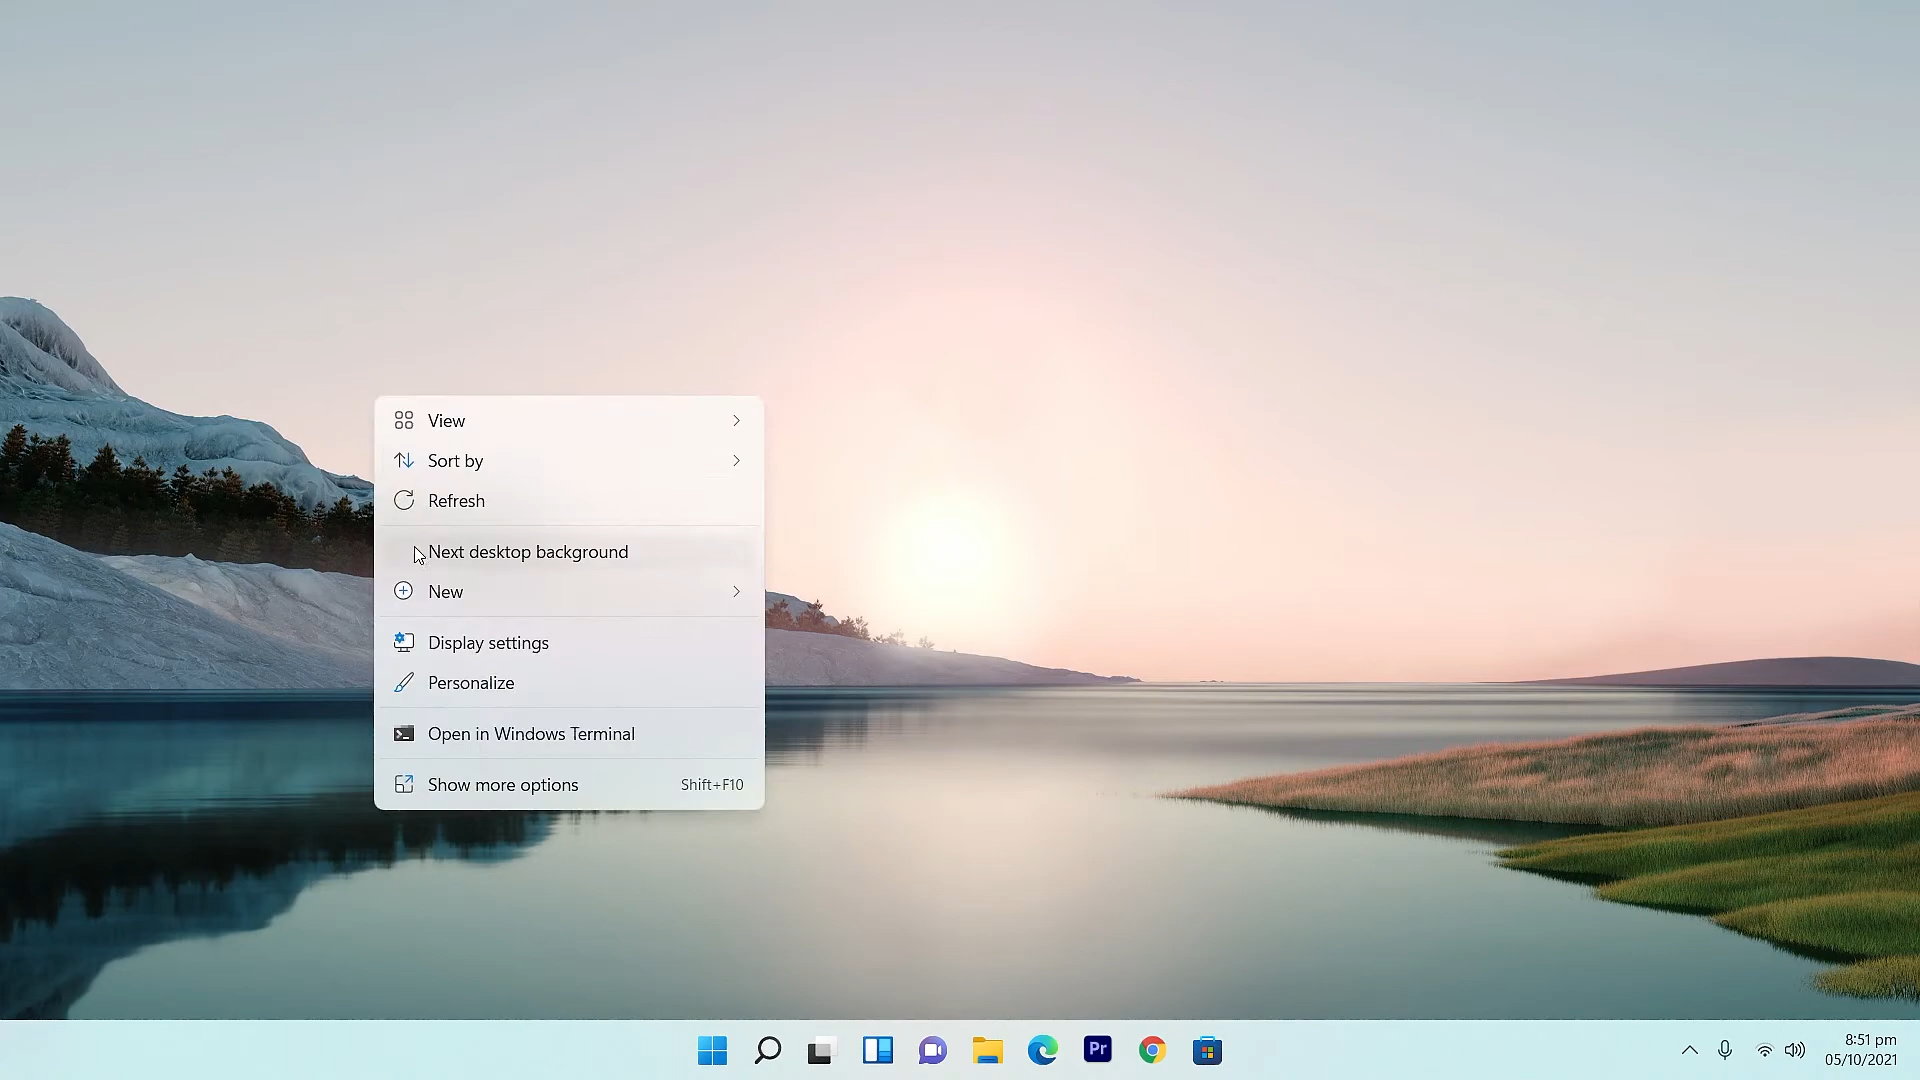 View
Sort by
Refresh
Next desktop background
New
Display settings
Personalize
Open in Windows Terminal
Show more options Shift+F10
Pr
8:51 pm
05/10/2021